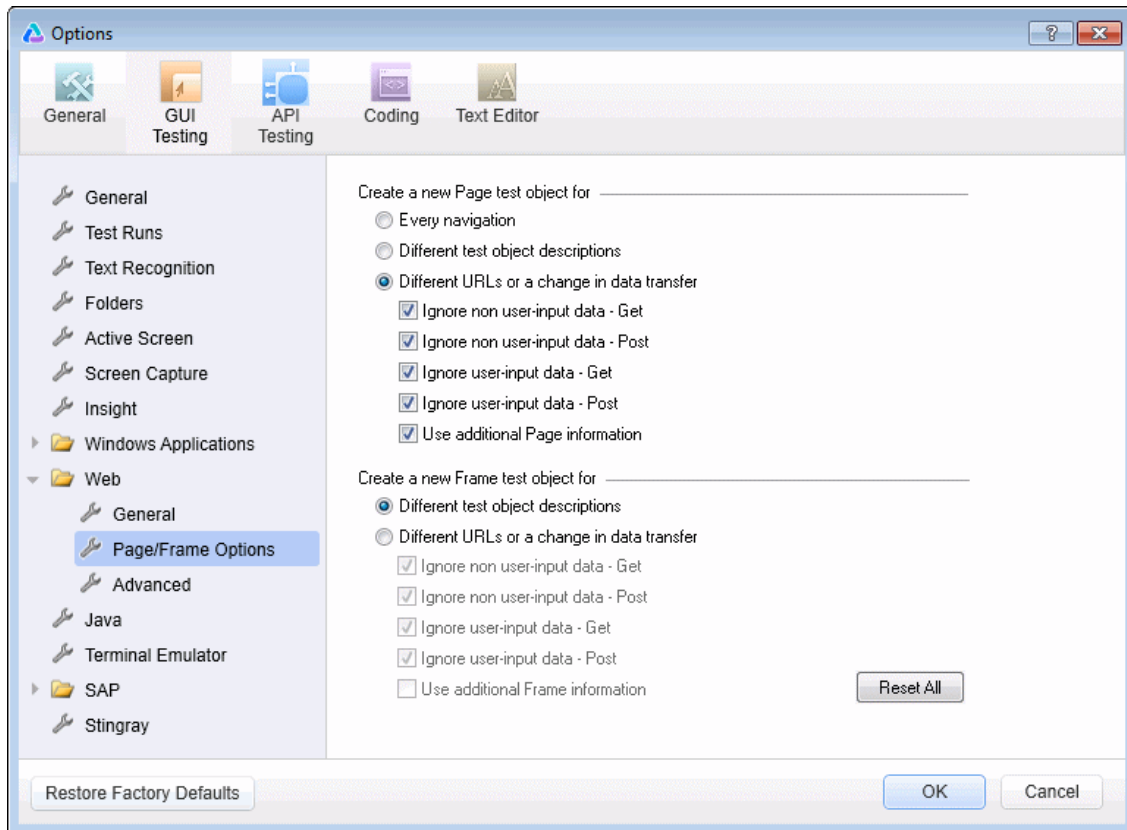 Options
General
GUI
Testing
API
Testing
Coding
Text Editor
General
Test Runs
Text Recognition
Folders
Active Screen
Screen Capture
Insight
Windows Applications
Web
General
Page/Frame Options
Advanced
Java
Terminal Emulator
SAP
Stingray
Create a new Page test object for
Every navigation
Different test object descriptions
Different URLs or a change in data transfer
Ignore non user-input data - Get
Ignore non user-input data - Post
Ignore user-input data - Get
Ignore user-input data - Post
Use additional Page information
Create a new Frame test object for
Different test object descriptions
Different URLs or a change in data transfer
Ignore non user-input data - Get
Ignore non user-input data - Post
Ignore user-input data - Get
Ignore user-input data - Post
Use additional Frame information
Reset All
Restore Factory Defaults
OK
Cancel